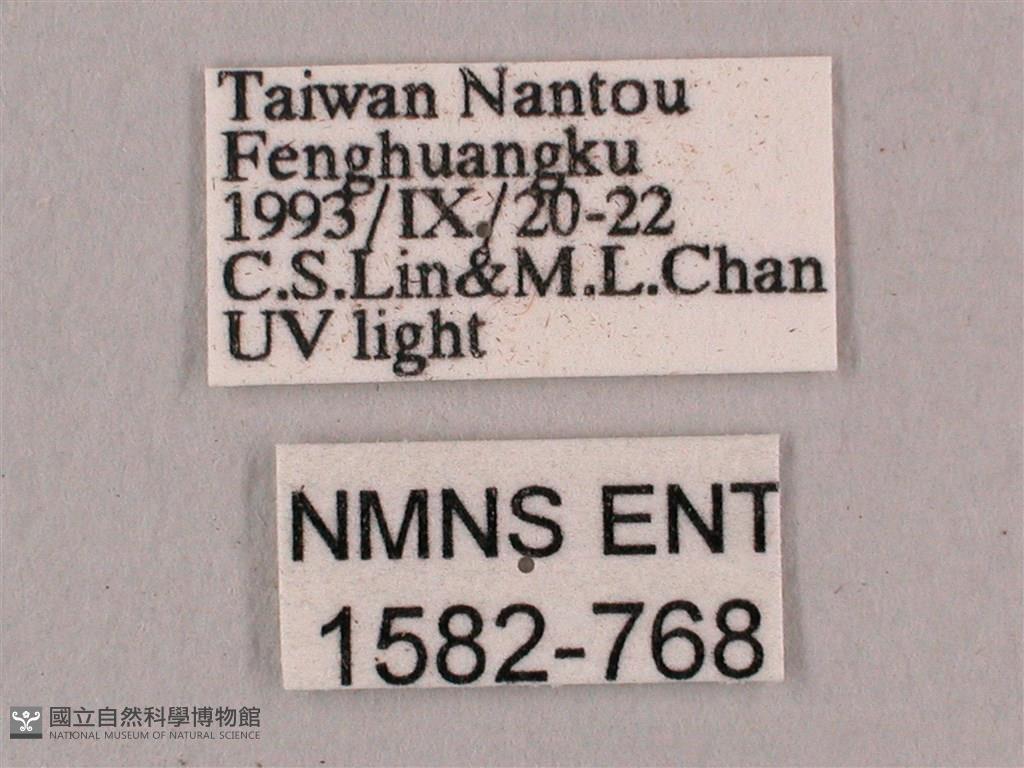 Taiwan Nantou
Fenghuangku
1993/IX./20-22
C.S.Lin&M.L.Chan
UV light
NMNS ENT
1582-768
國立自然科學博物館
NATIONAL MUSEUM OF NATURAL SCIENCE